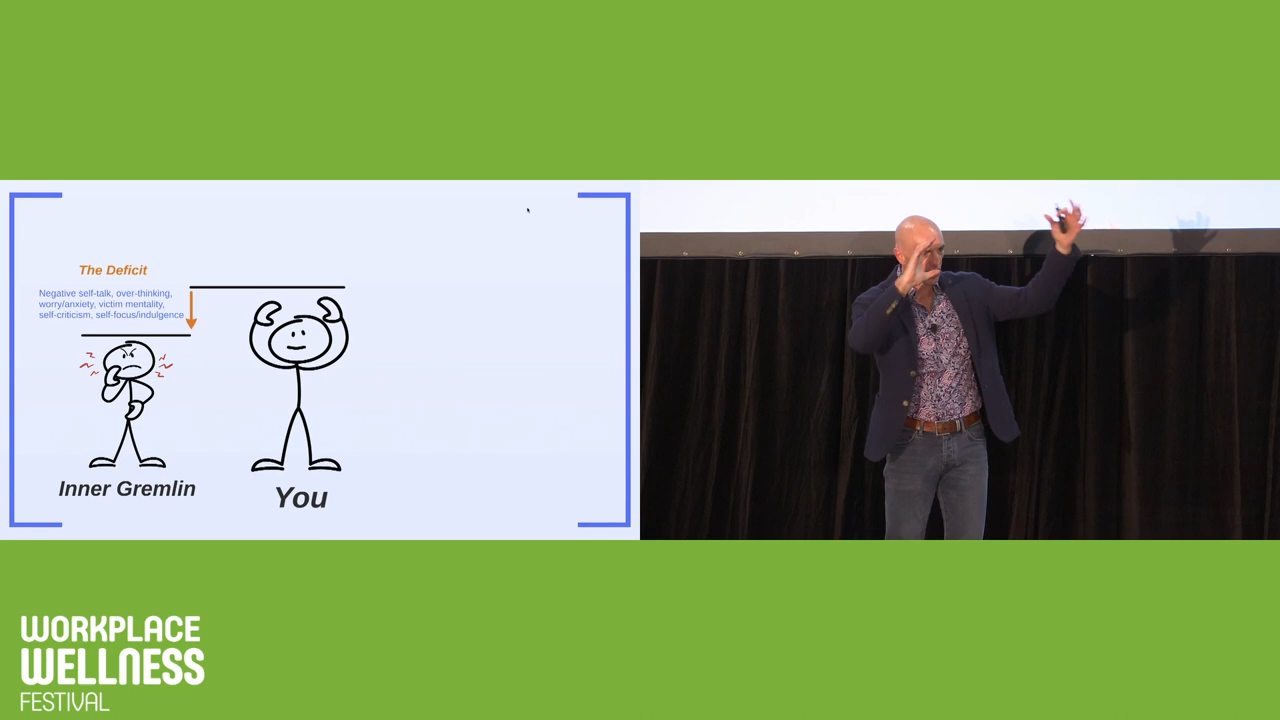 The Deficit
Negative self-talk, over-thinking,
worry/anxiety, victim mentality,
self-criticism, self-focus/indulgence
Inner Gremlin
You
WORKPLACE
WELLNESS
FESTIVAL